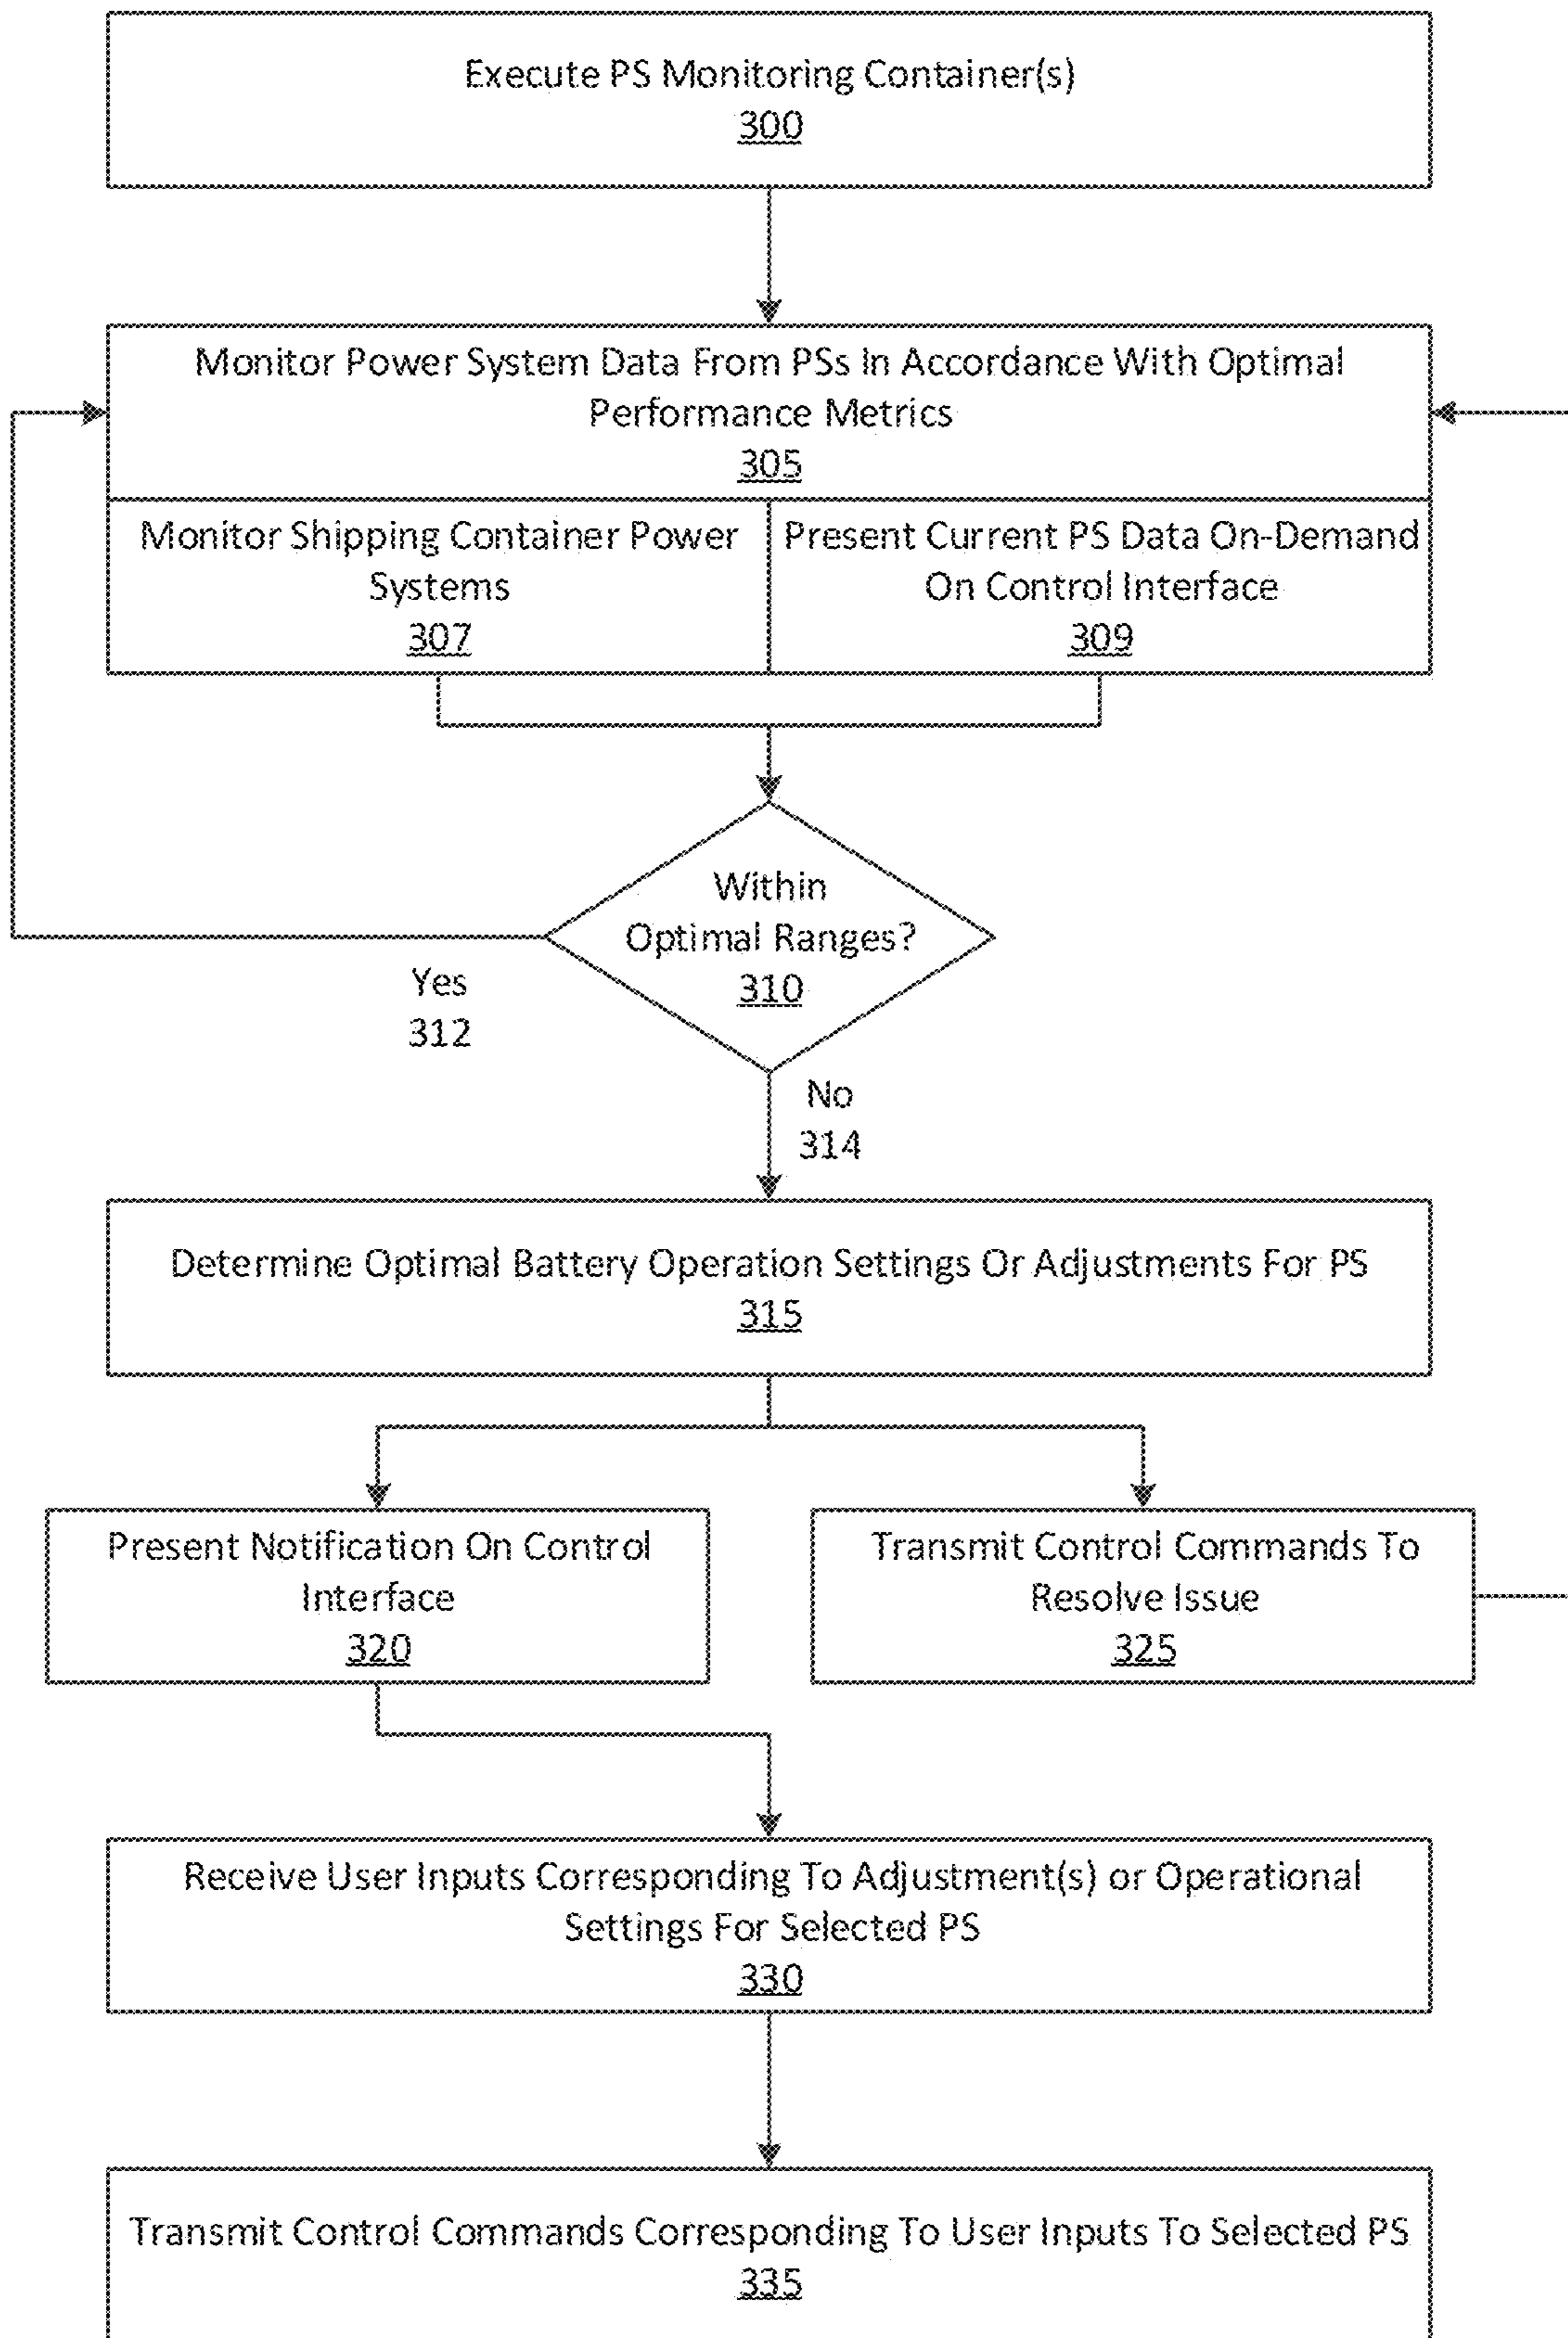 Execute PS Monitoring Container(s)
300
Monitor Power System Data From PSs In Accordance With Optimal
Performance Metrics
305
Monitor Shipping Container Power
Systems
307
Present Current PS Data On-Demand
On Control Interface
309
Within
Optimal Ranges?
310
Yes
312
No
314
Determine Optimal Battery Operation Settings Or Adjustments For PS
315
Present Notification On Control
Interface
320
Transmit Control Commands To
Resolve Issue
325
Receive User Inputs Corresponding To Adjustment(s) or Operational
Settings For Selected PS
330
Transmit Control Commands Corresponding To User Inputs To Selected PS
335